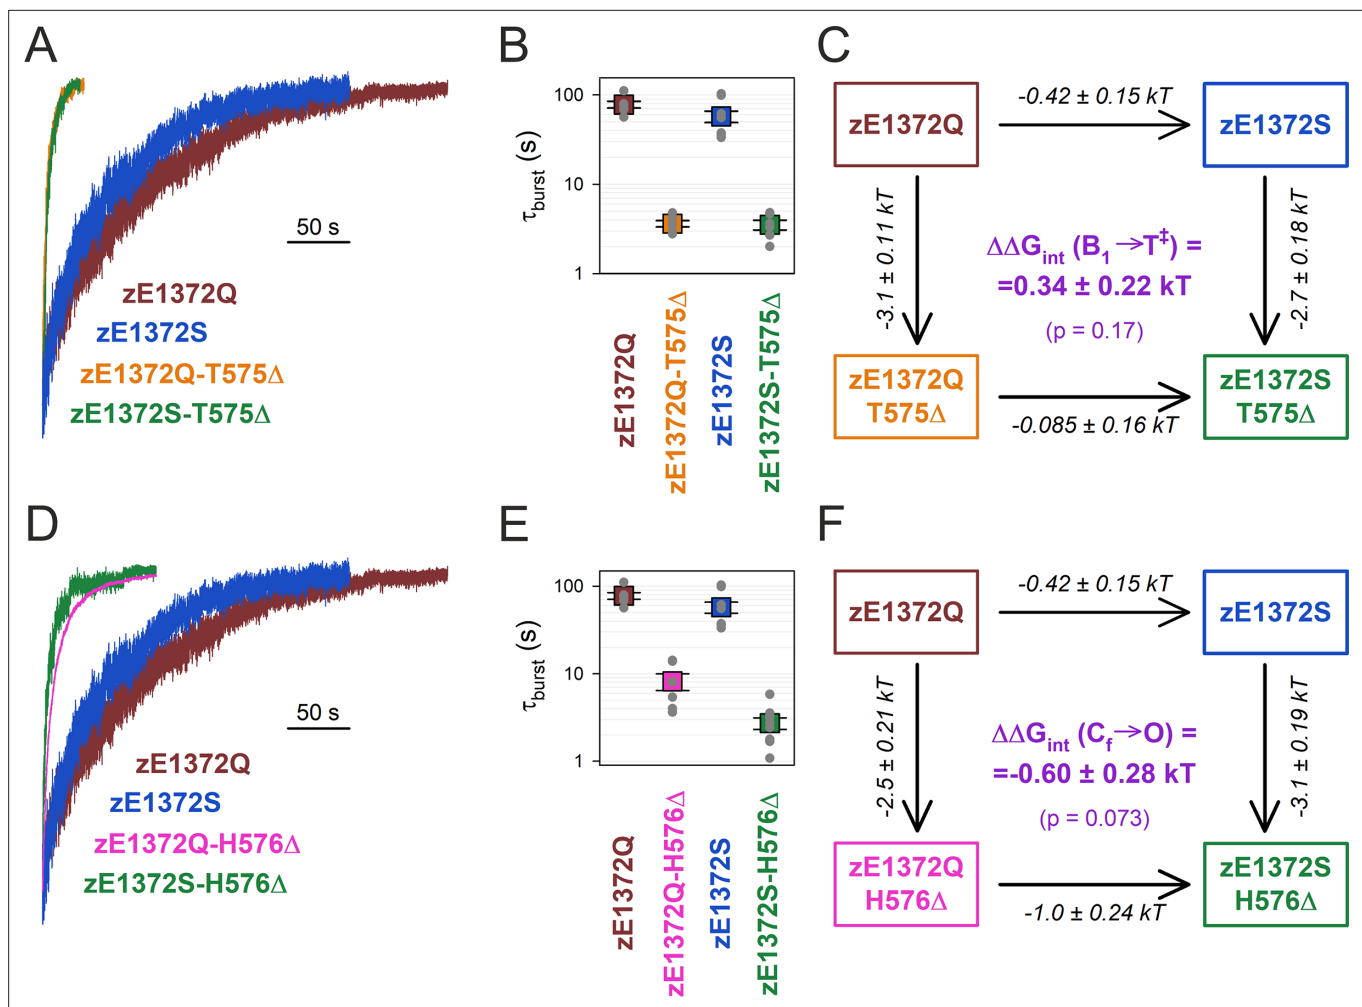 A
50 s
zE1372Q
zE1372S
zE1372Q-T575Δ
zE1372S-T575Δ
B
τburst (s)
100
10
1
zE1372Q
zE1372Q-T575Δ
zE1372S
zE1372S-T575Δ
C
zE1372Q
-0.42 ± 0.15 kT
zE1372S
-3.1 ± 0.11 kT
ΔΔGint (B1→T‡) =
=0.34 ± 0.22 kT
(p = 0.17)
-2.7 ± 0.18 kT
zE1372Q
T575Δ
-0.085 ± 0.16 kT
zE1372S
T575Δ
D
50 s
zE1372Q
zE1372S
zE1372Q-H576Δ
zE1372S-H576Δ
E
τburst (s)
100
10
1
zE1372Q
zE1372Q-H576Δ
zE1372S
zE1372S-H576Δ
F
zE1372Q
-0.42 ± 0.15 kT
zE1372S
-2.5 ± 0.21 kT
ΔΔGint (Cf→O) =
=-0.60 ± 0.28 kT
(p = 0.073)
-3.1 ± 0.19 kT
zE1372Q
H576Δ
-1.0 ± 0.24 kT
zE1372S
H576Δ